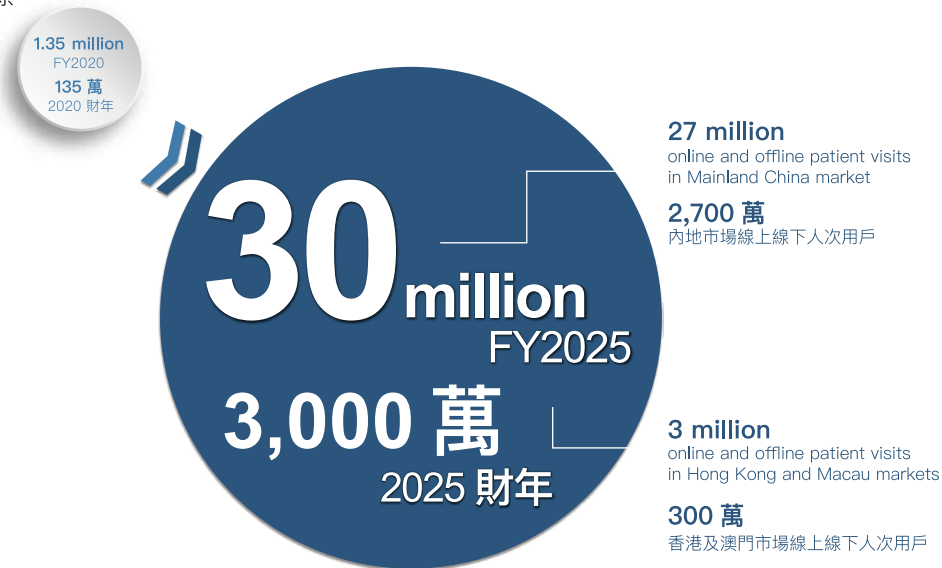 1.35 million
FY2020
135 萬
2020 財年
30 million
FY2025
3,000 萬
2025 財年
27 million
online and offline patient visits
in Mainland China market
2,700 萬
內地市場線上線下人次用戶
3 million
online and offline patient visits
in Hong Kong and Macau markets
300 萬
香港及澳門市場線上線下人次用戶